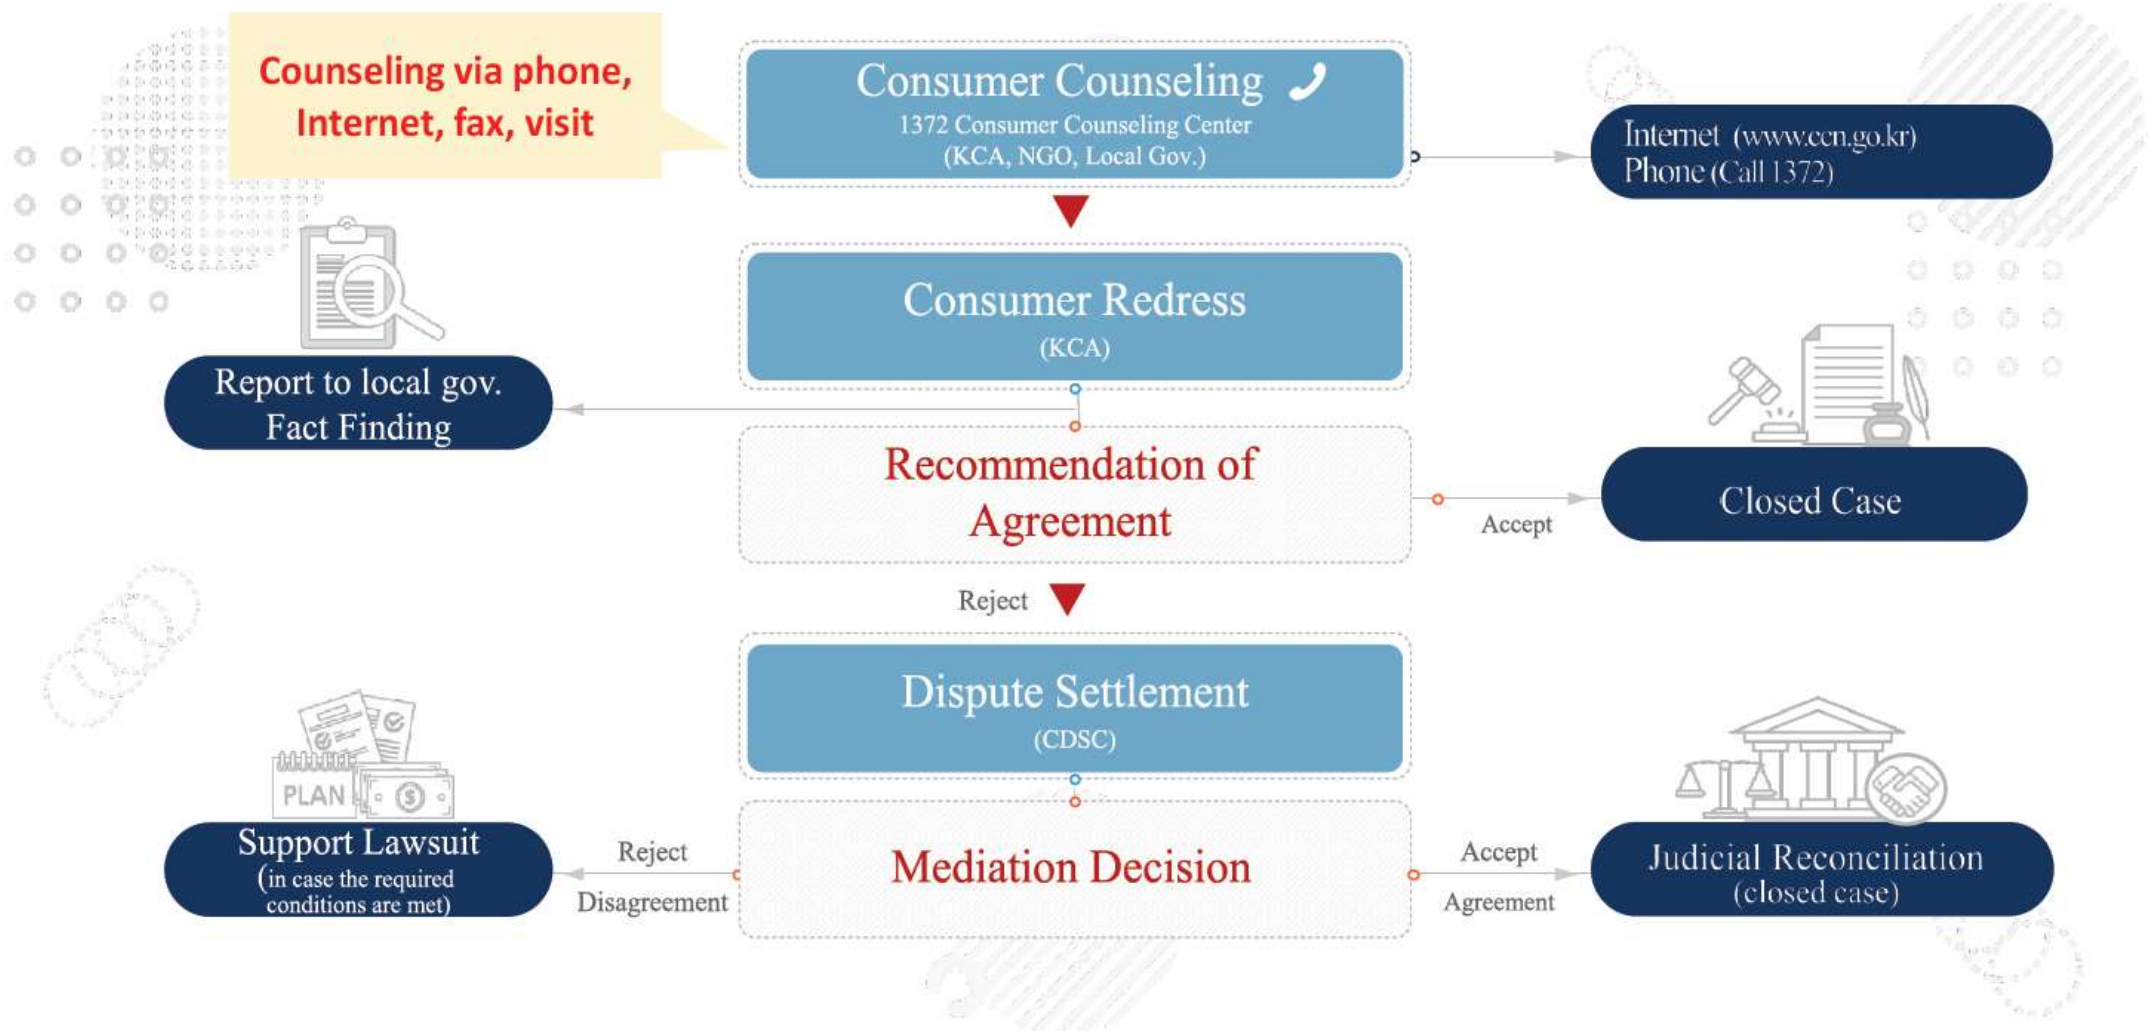 Counseling via phone,
Internet, fax, visit
Consumer Counseling
1372 Consumer Counseling Center
(KCA, NGO, Local Gov.)
Internet (www.ccn.go.kr)
Phone (Call 1372)
Consumer Redress
(KCA)
Report to local gov.
Fact Finding
Recommendation of
Agreement
Accept
Closed Case
Reject
Dispute Settlement
(CDSC)
PLAN
Support Lawsuit
(in case the required
conditions are met)
Reject
Disagreement
Mediation Decision
Accept
Agreement
Judicial Reconciliation
(closed case)